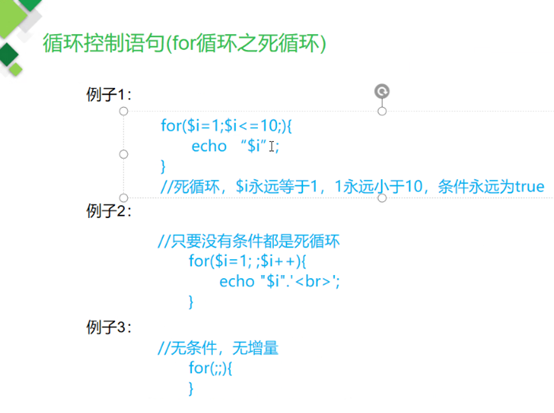 循环控制语句(for循环之死循环)
例子1:
for($i=1;$i<=10;){
echo “$i”;
}
//死循环，$i永远等于1，1永远小于10，条件永远为true
例子2:
//只要没有条件都是死循环
for($i=1; ;$i++){
echo "$i".'<br>';
}
例子3:
//无条件，无增量
for(;;){
}